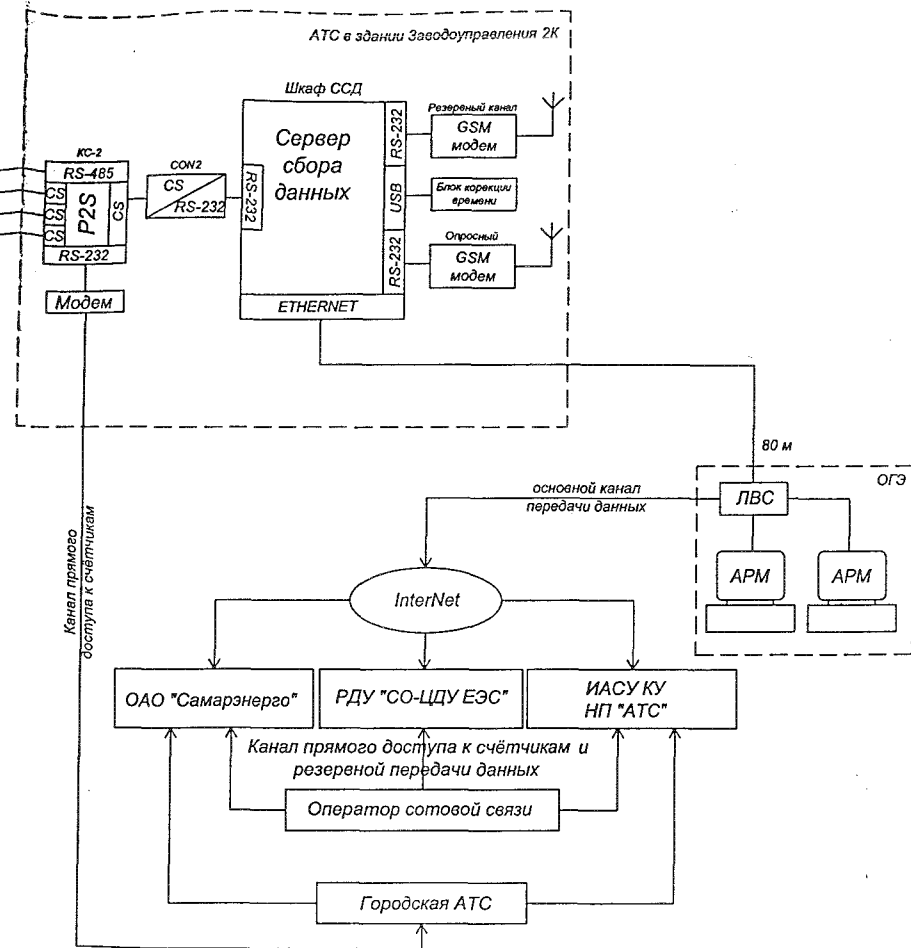 АТС в здании Заводоуправления 2К
Шкаф ССД
Сервер
сбора
данных
RS-232
RS-232
USB
RS-232
ETHERNET
Резервный канал
GSM
модем
Блок корекции
времени
Опросный
GSM
модем
КС-2
RS-485
CS
CS
CS
P2S
CS
RS-232
CON2
CS
RS-232
Модем
80 м
ОГЭ
ЛВС
АРМ
АРМ
основной канал
передачи данных
Канал прямого
доступа к счётчикам
InterNet
ОАО "Самарэнерго"
РДУ "СО-ЦДУ ЕЭС"
ИАСУ КУ
НП "АТС"
Канал прямого доступа к счётчикам и
резервной передачи данных
Оператор сотовой связи
Городская АТС